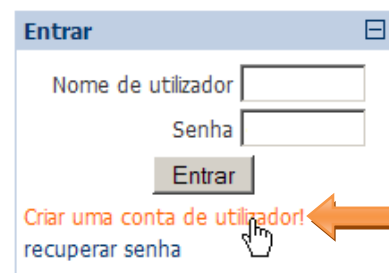 Entrar
Nome de utilizador
Senha
Entrar
Criar uma conta de utilizador!
recuperar senha